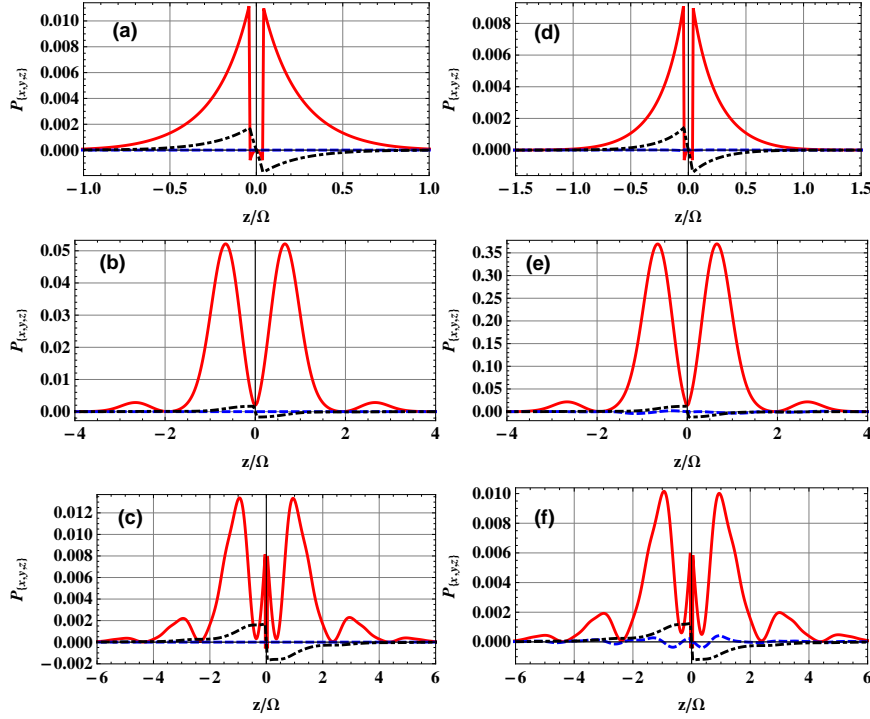 (a)
P{x,y,z}
0.010
0.008
0.006
0.004
0.002
0.000
−1.0 −0.5 0.0 0.5 1.0
z/Ω
(d)
P{x,y,z}
0.008
0.006
0.004
0.002
0.000
−1.5 −1.0 −0.5 0.0 0.5 1.0 1.5
z/Ω
(b)
P{x,y,z}
0.05
0.04
0.03
0.02
0.01
0.00
−4 −2 0 2 4
z/Ω
(e)
P{x,y,z}
0.35
0.30
0.25
0.20
0.15
0.10
0.05
0.00
−4 −2 0 2 4
z/Ω
(c)
P{x,y,z}
0.012
0.010
0.008
0.006
0.004
0.002
0.000
−0.002
−6 −4 −2 0 2 4 6
z/Ω
(f)
P{x,y,z}
0.010
0.008
0.006
0.004
0.002
0.000
−6 −4 −2 0 2 4 6
z/Ω